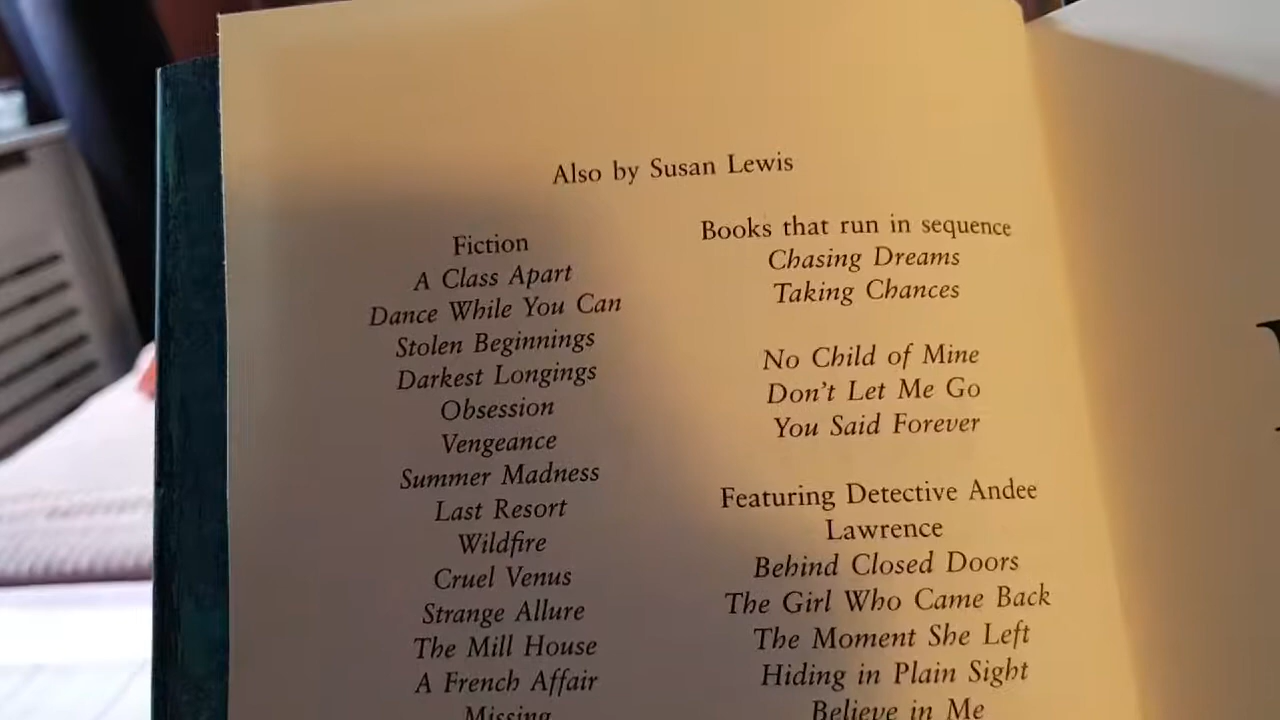 Also by Susan Lewis
Fiction
A Class Apart
Dance While You Can
Stolen Beginnings
Darkest Longings
Obsession
Vengeance
Summer Madness
Last Resort
Wildfire
Cruel Venus
Strange Allure
The Mill House
A French Affair
Missing
Books that run in sequence
Chasing Dreams
Taking Chances
No Child of Mine
Don't Let Me Go
You Said Forever
Featuring Detective Andee
Lawrence
Behind Closed Doors
The Girl Who Came Back
The Moment She Left
Hiding in Plain Sight
Believe in Me